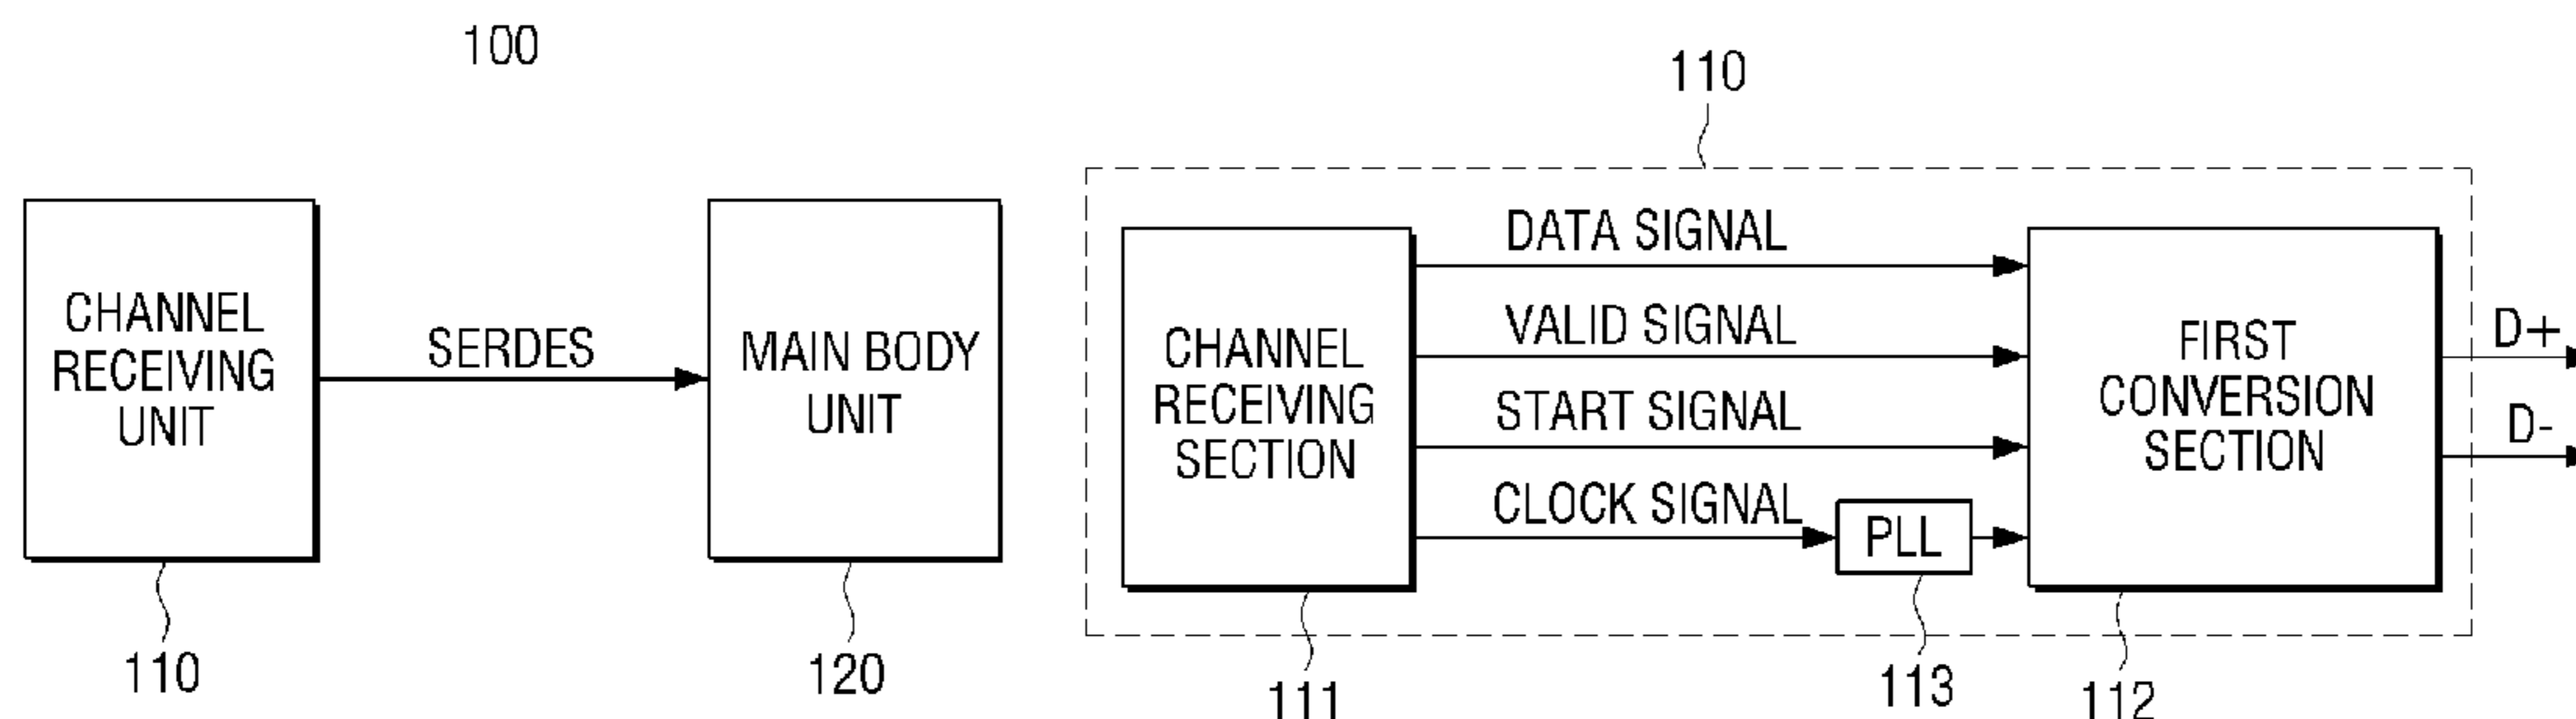 100
CHANNEL
RECEIVING
UNIT
110
SERDES
MAIN BODY
UNIT
120
110
CHANNEL
RECEIVING
SECTION
111
DATA SIGNAL
VALID SIGNAL
START SIGNAL
CLOCK SIGNAL
PLL
113
FIRST
CONVERSION
SECTION
112
D+
D-